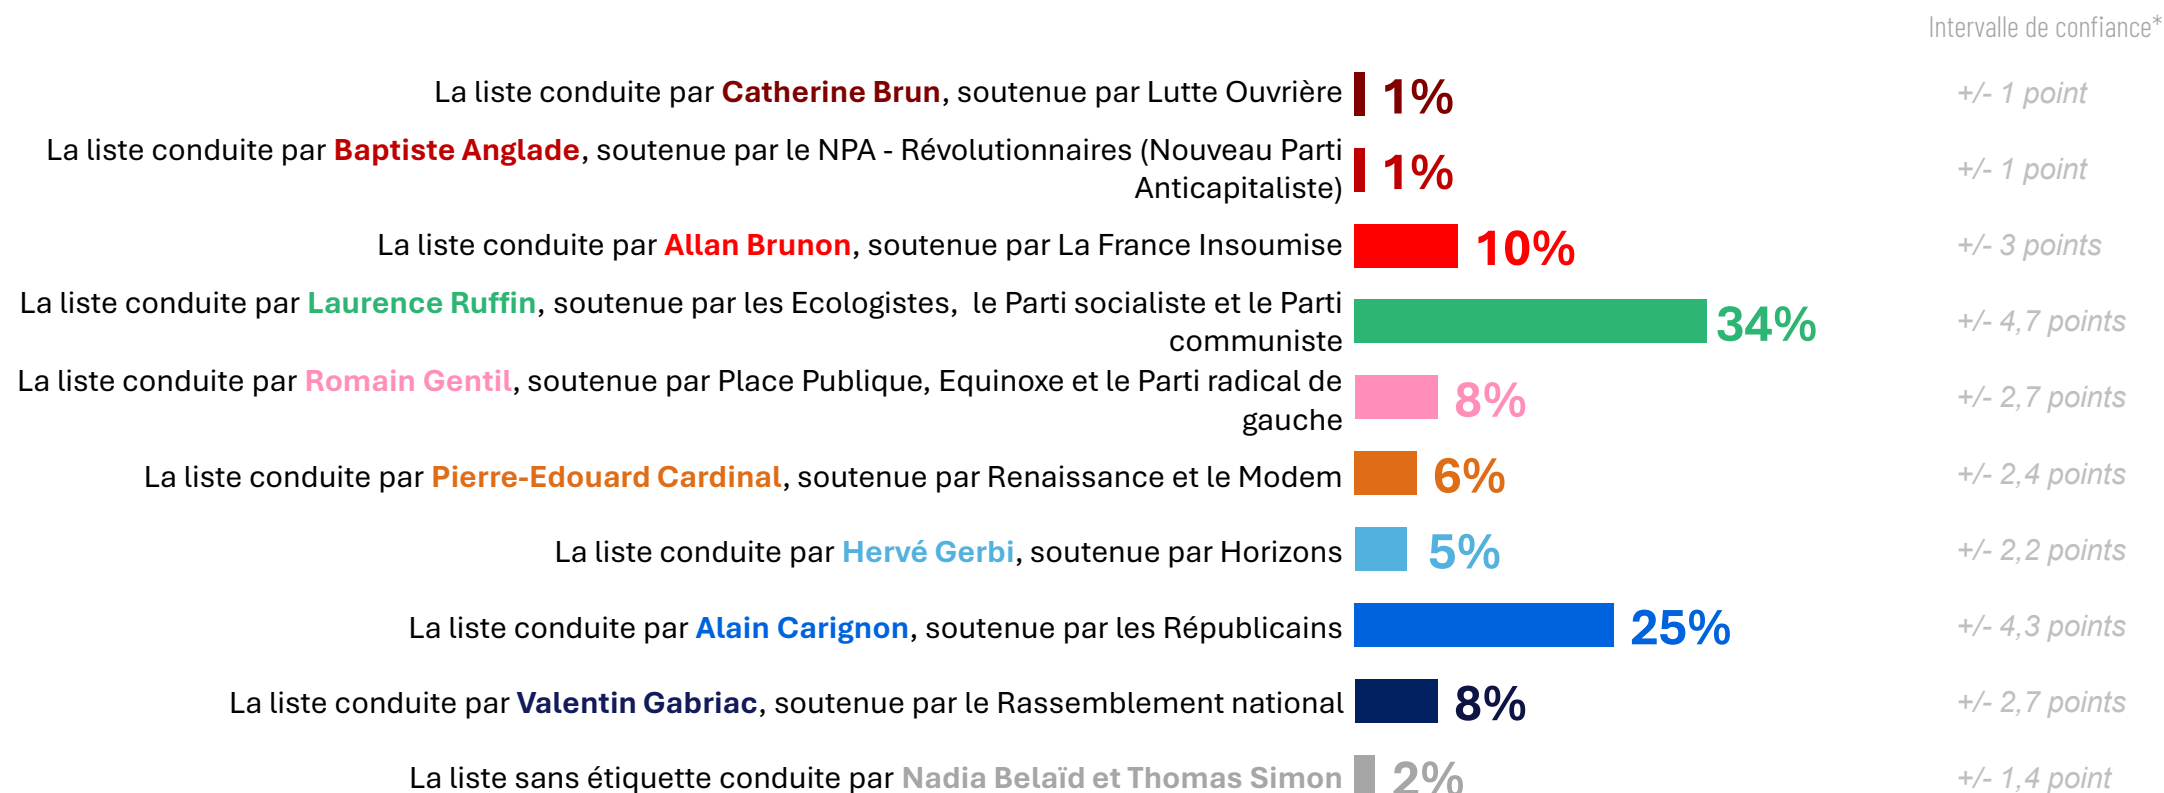 Intervalle de confiance*
La liste conduite par Catherine Brun, soutenue par Lutte Ouvrière 1% +/- 1 point
La liste conduite par Baptiste Anglade, soutenue par le NPA - Révolutionnaires (Nouveau Parti
Anticapitaliste) 1% +/- 1 point
La liste conduite par Allan Brunon, soutenue par La France Insoumise 10% +/- 3 points
La liste conduite par Laurence Ruffin, soutenue par les Ecologistes,  le Parti socialiste et le Parti
communiste 34% +/- 4,7 points
La liste conduite par Romain Gentil, soutenue par Place Publique, Equinoxe et le Parti radical de
gauche 8% +/- 2,7 points
La liste conduite par Pierre-Edouard Cardinal, soutenue par Renaissance et le Modem 6% +/- 2,4 points
La liste conduite par Hervé Gerbi, soutenue par Horizons 5% +/- 2,2 points
La liste conduite par Alain Carignon, soutenue par les Républicains 25% +/- 4,3 points
La liste conduite par Valentin Gabriac, soutenue par le Rassemblement national 8% +/- 2,7 points
La liste sans étiquette conduite par Nadia Belaïd et Thomas Simon 2% +/- 1,4 point